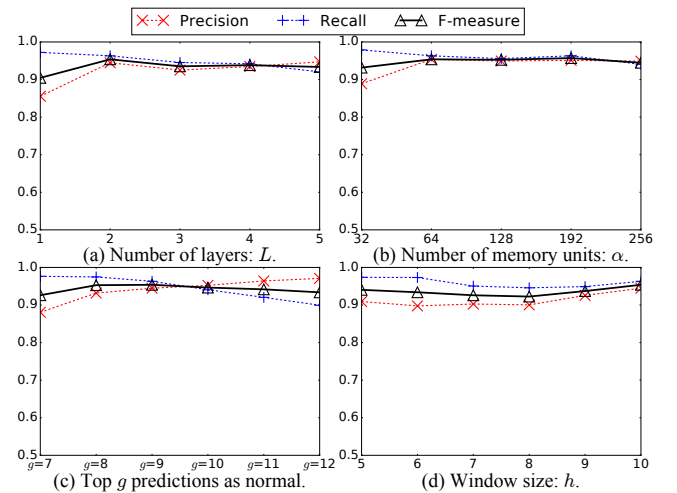 Precision Recall F-measure
1.0 1.0
0.9 0.9
0.8 0.8
0.7 0.7
0.6 0.6
0.5 0.5
1 2 3 4 5 32 64 128 192 256
(a) Number of layers: L. (b) Number of memory units: α.
1.0 1.0
0.9 0.9
0.8 0.8
0.7 0.7
0.6 0.6
0.5 0.5
g=7 g=8 g=9 g=10 g=11 g=12 5 6 7 8 9 10
(c) Top g predictions as normal. (d) Window size: h.